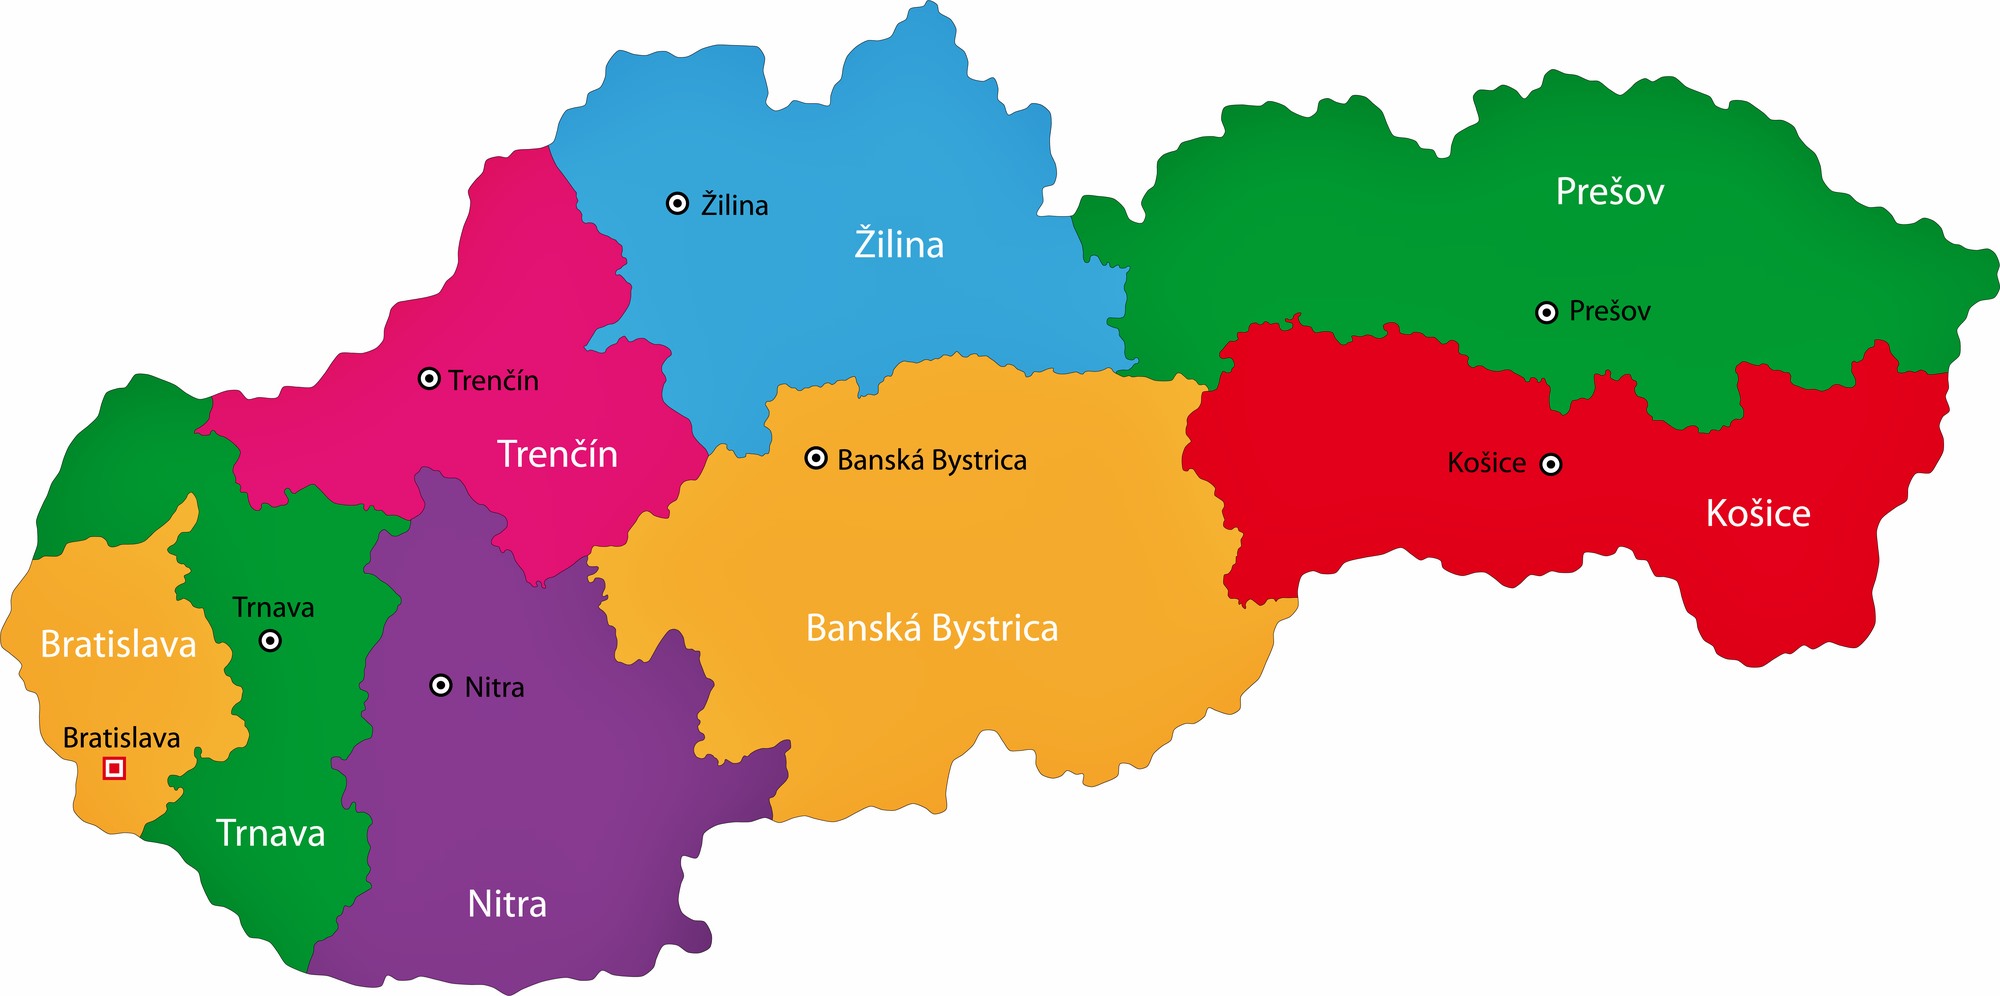 Prešov
Žilina
Žilina
Prešov
Trenčín
Trenčín
Banská Bystrica
Košice
Košice
Trnava
Bratislava
Banská Bystrica
Nitra
Bratislava
Trnava
Nitra